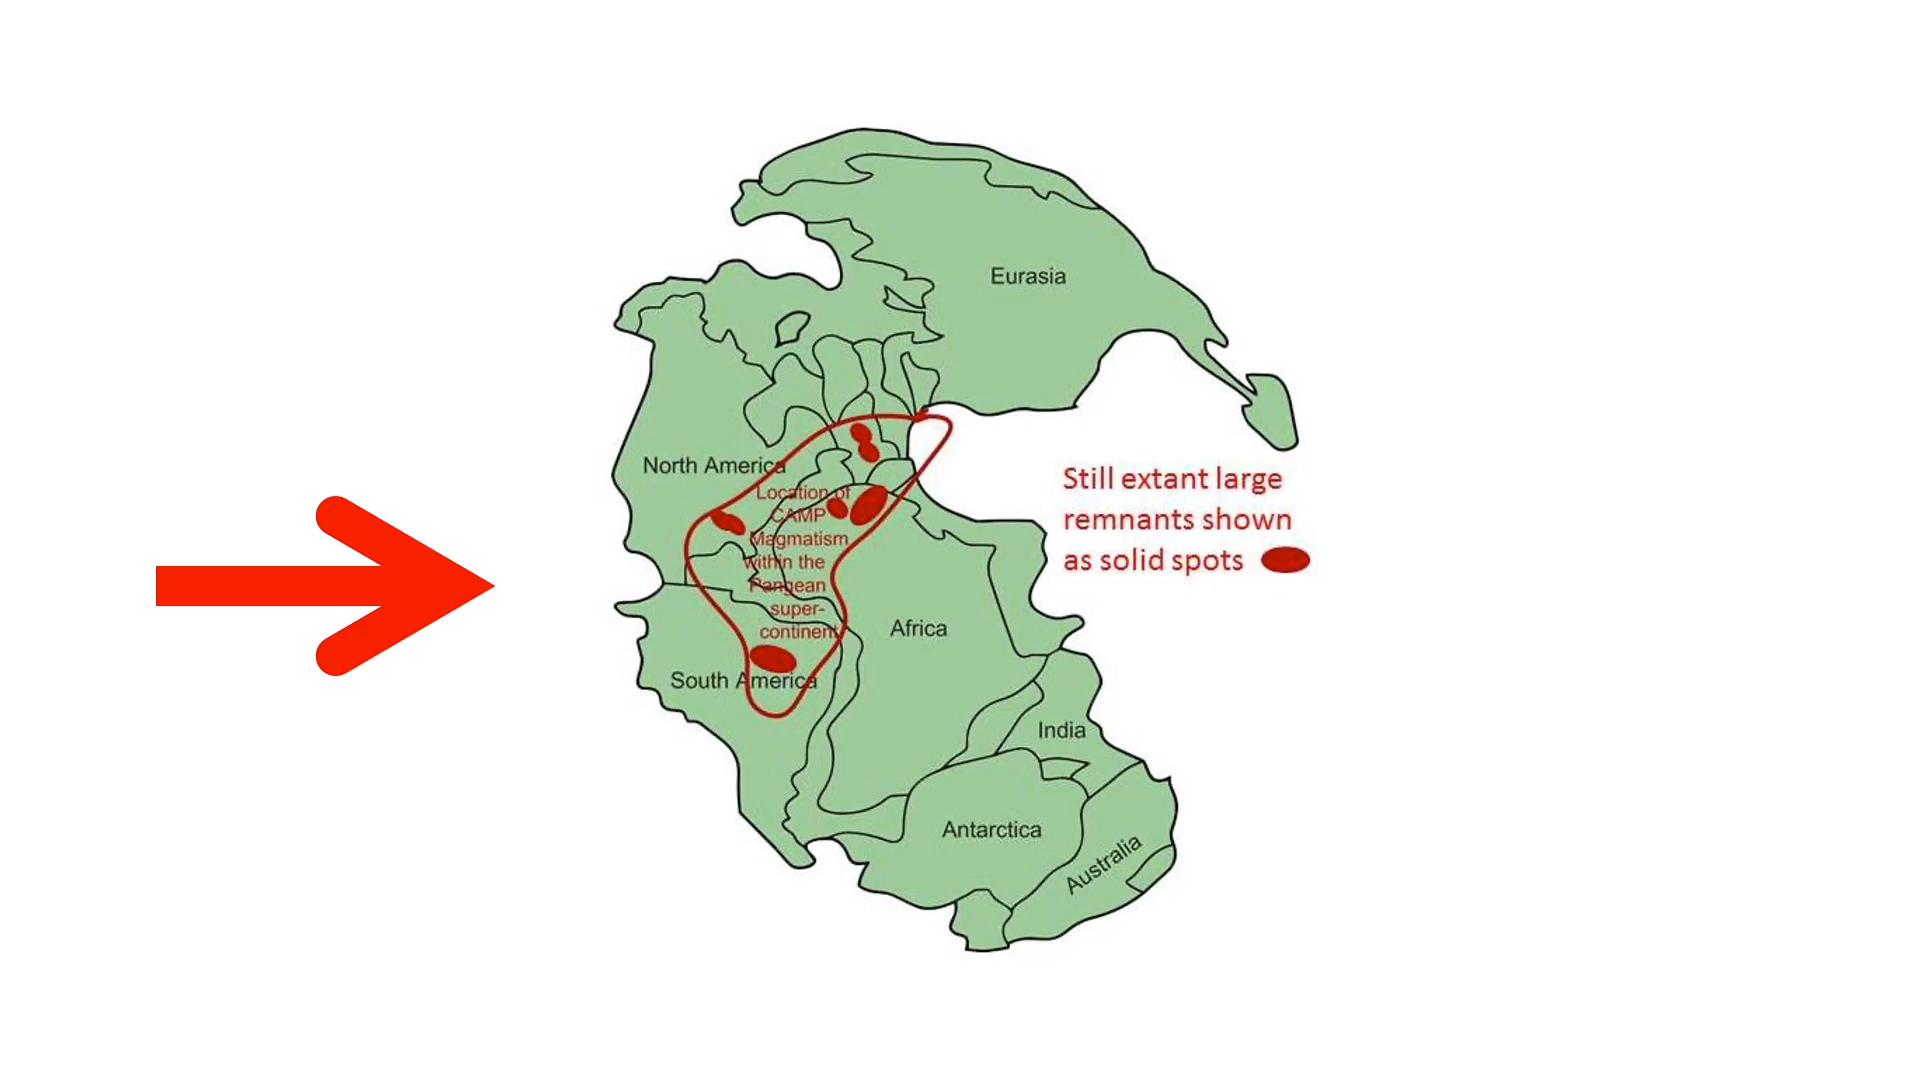 Eurasia
North America
Location of
CAMP
Magmatism
within the
Pangean
super-
continent
Still extant large
remnants shown
as solid spots
Africa
South America
India
Antarctica
Australia